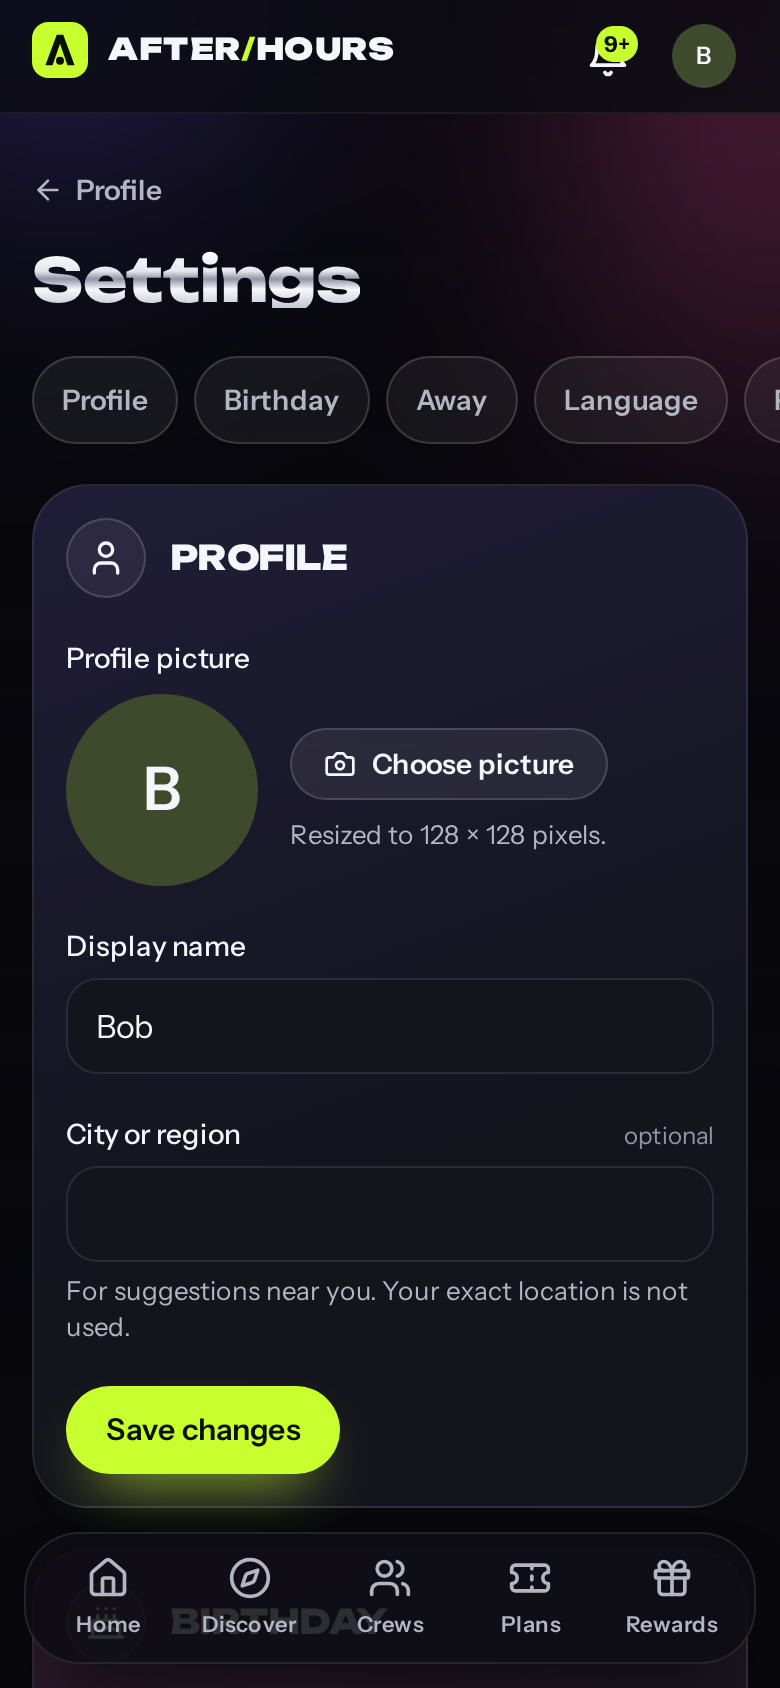 AFTER/HOURS
9+
B
Profile
Settings
Profile
Birthday
Away
Language
PROFILE
Profile picture
B
Choose picture
Resized to 128 × 128 pixels.
Display name
Bob
City or region
optional
For suggestions near you. Your exact location is not
used.
Save changes
BIRTHDAY
Home
Discover
Crews
Plans
Rewards